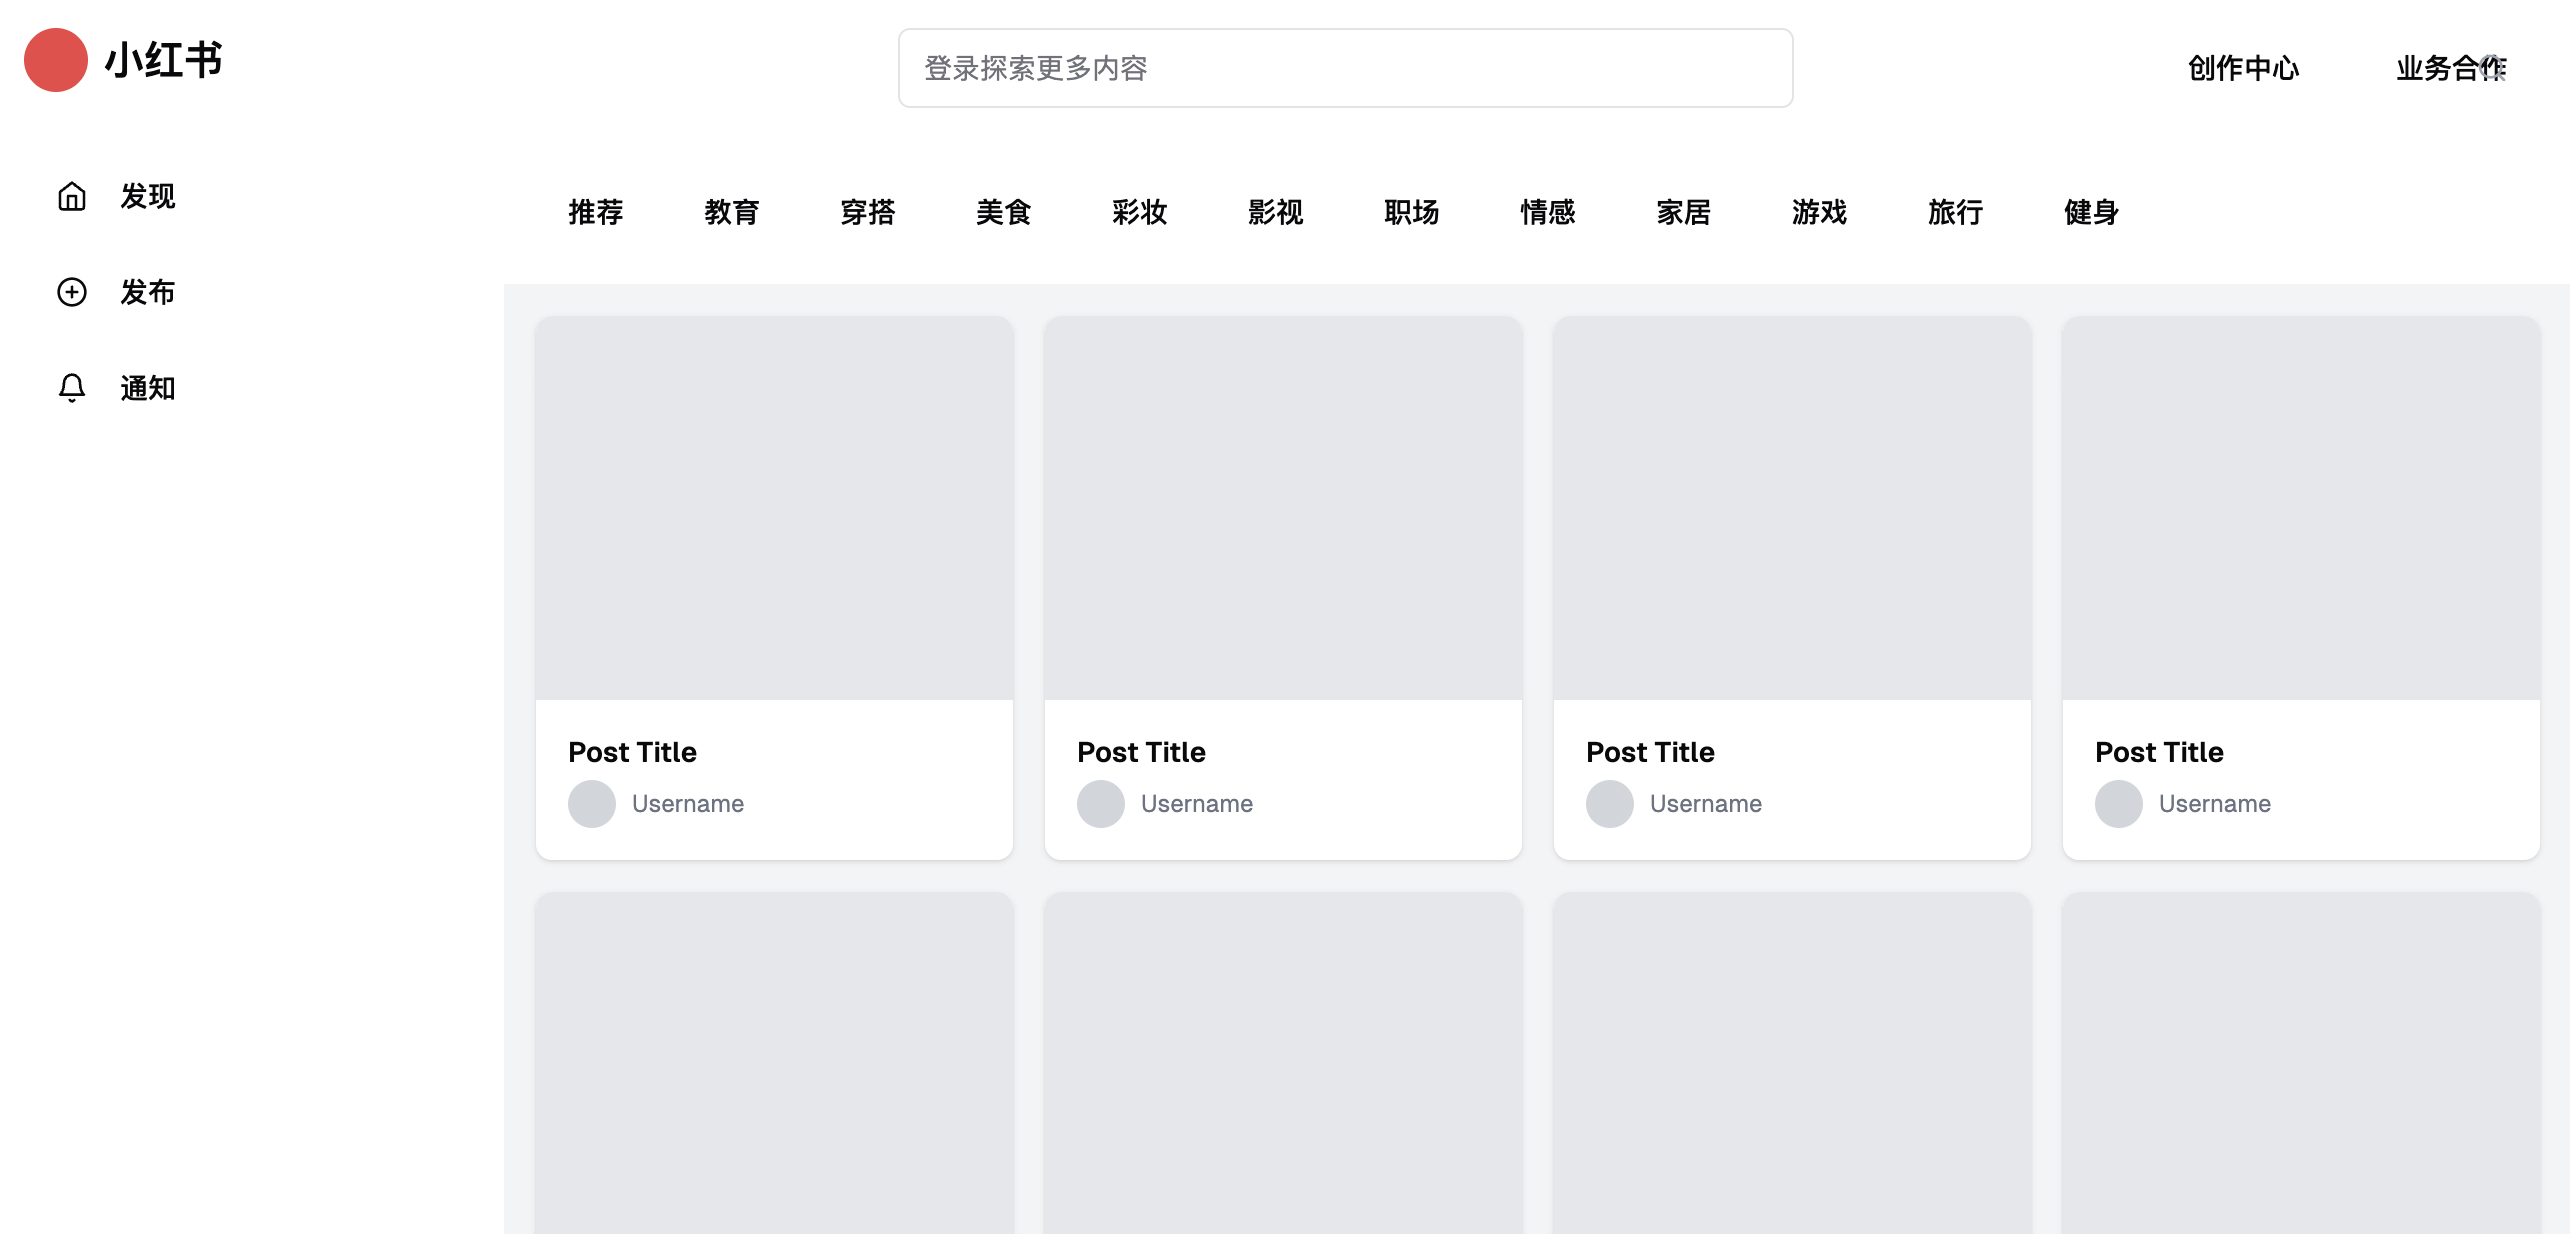 小红书
登录探索更多内容
创作中心
业务合作
发现
发布
通知
推荐 教育 穿搭 美食 彩妆 影视 职场 情感 家居 游戏 旅行 健身
Post Title
Username
Post Title
Username
Post Title
Username
Post Title
Username